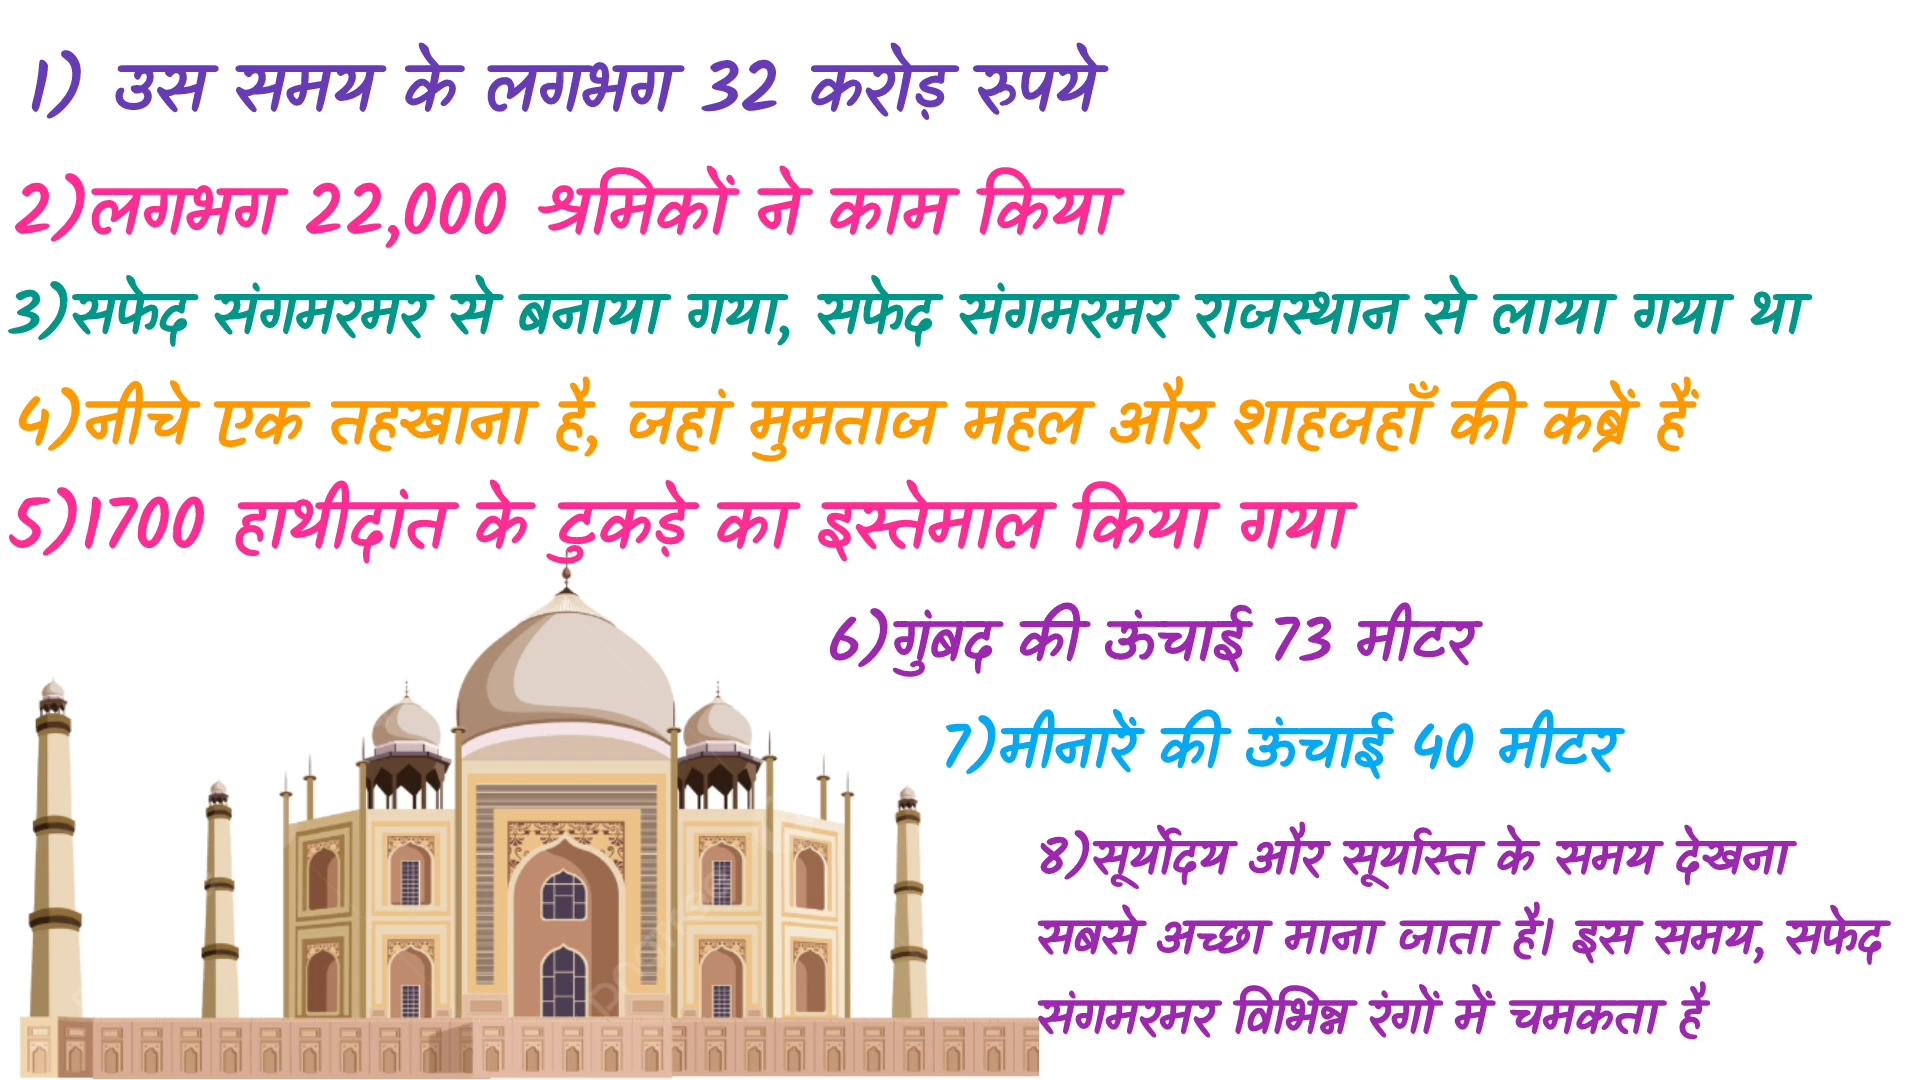 1) उस समय के लगभग 32 करोड़ रुपये
2)लगभग 22,000 श्रमिकों ने काम किया
3)सफेद संगमरमर से बनाया गया, सफेद संगमरमर राजस्थान से लाया गया था
4)नीचे एक तहखाना है, जहां मुमताज महल और शाहजहाँ की कब्रें हैं
5)1700 हाथीदांत के टुकड़े का इस्तेमाल किया गया
6)गुंबद की ऊंचाई 73 मीटर
7)मीनारें की ऊंचाई 40 मीटर
8)सूर्योदय और सूर्यास्त के समय देखना
सबसे अच्छा माना जाता है। इस समय, सफेद
संगमरमर विभिन्न रंगों में चमकता है